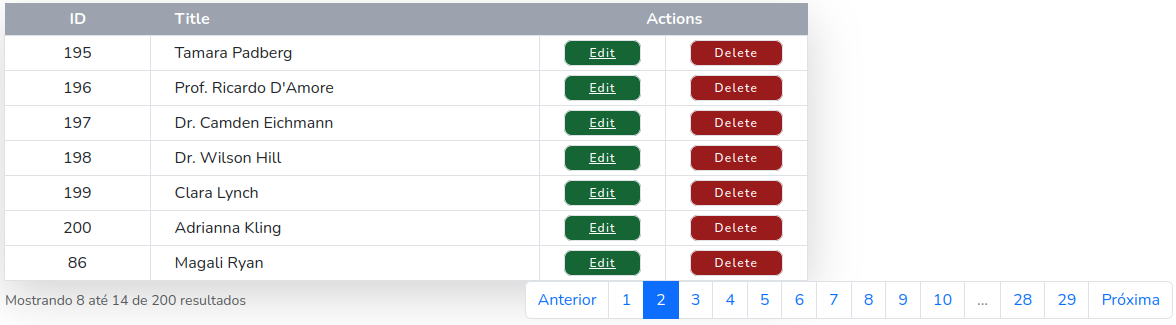 ID Title Actions
195 Tamara Padberg Edit Delete
196 Prof. Ricardo D'Amore Edit Delete
197 Dr. Camden Eichmann Edit Delete
198 Dr. Wilson Hill Edit Delete
199 Clara Lynch Edit Delete
200 Adrianna Kling Edit Delete
86 Magali Ryan Edit Delete
Mostrando 8 até 14 de 200 resultados Anterior 1 2 3 4 5 6 7 8 9 10 ... 28 29 Próxima